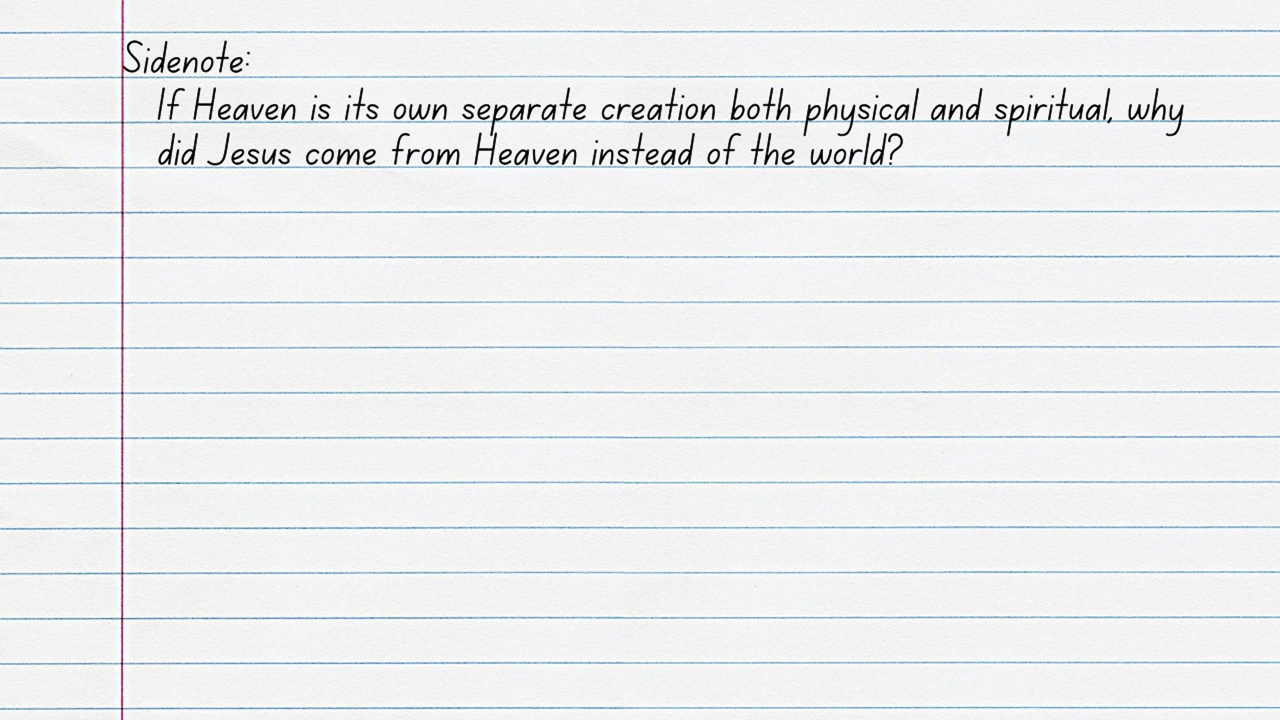 Sidenote:
If Heaven is its own separate creation both physical and spiritual, why
did Jesus come from Heaven instead of the world?